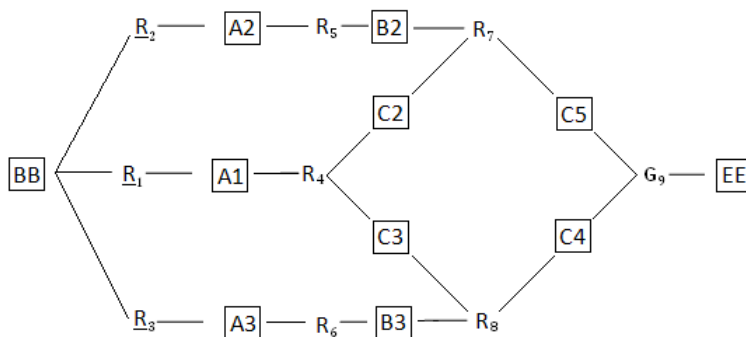 R₂ A2 R₅ B2 R₇
C2 C5
BB R₁ A1 R₄ G₉ EE
C3 C4
R₃ A3 R₆ B3 R₈